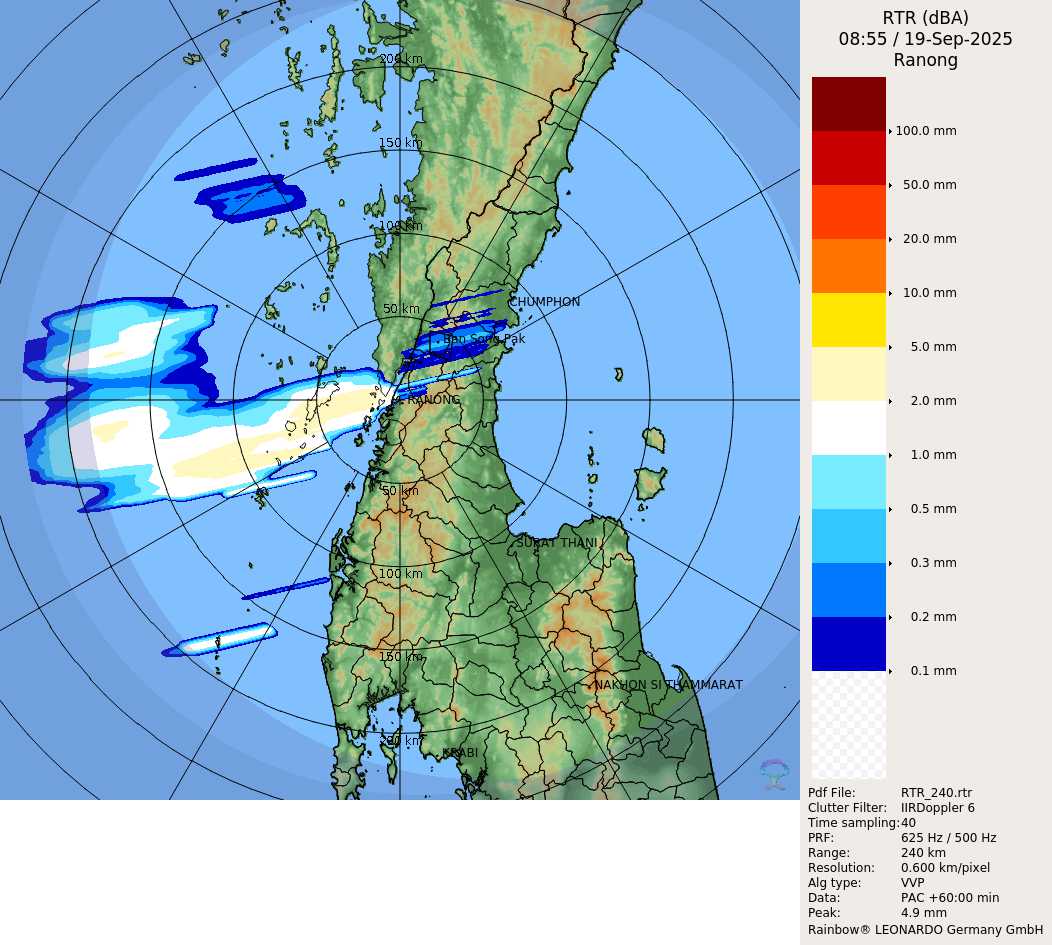 200 km
150 km
100 km
50 km
CHUMPHON
Ban Song Pak
RANONG
50 km
SURAT THANI
100 km
150 km
NAKHON SI THAMMARAT
200 km
KRABI
RTR (dBA)
08:55 / 19-Sep-2025
Ranong
100.0 mm
50.0 mm
20.0 mm
10.0 mm
5.0 mm
2.0 mm
1.0 mm
0.5 mm
0.3 mm
0.2 mm
0.1 mm
Pdf File: RTR_240.rtr
Clutter Filter: IIRDoppler 6
Time sampling:40
PRF: 625 Hz / 500 Hz
Range: 240 km
Resolution: 0.600 km/pixel
Alg type: VVP
Data: PAC +60:00 min
Peak: 4.9 mm
Rainbow® LEONARDO Germany GmbH